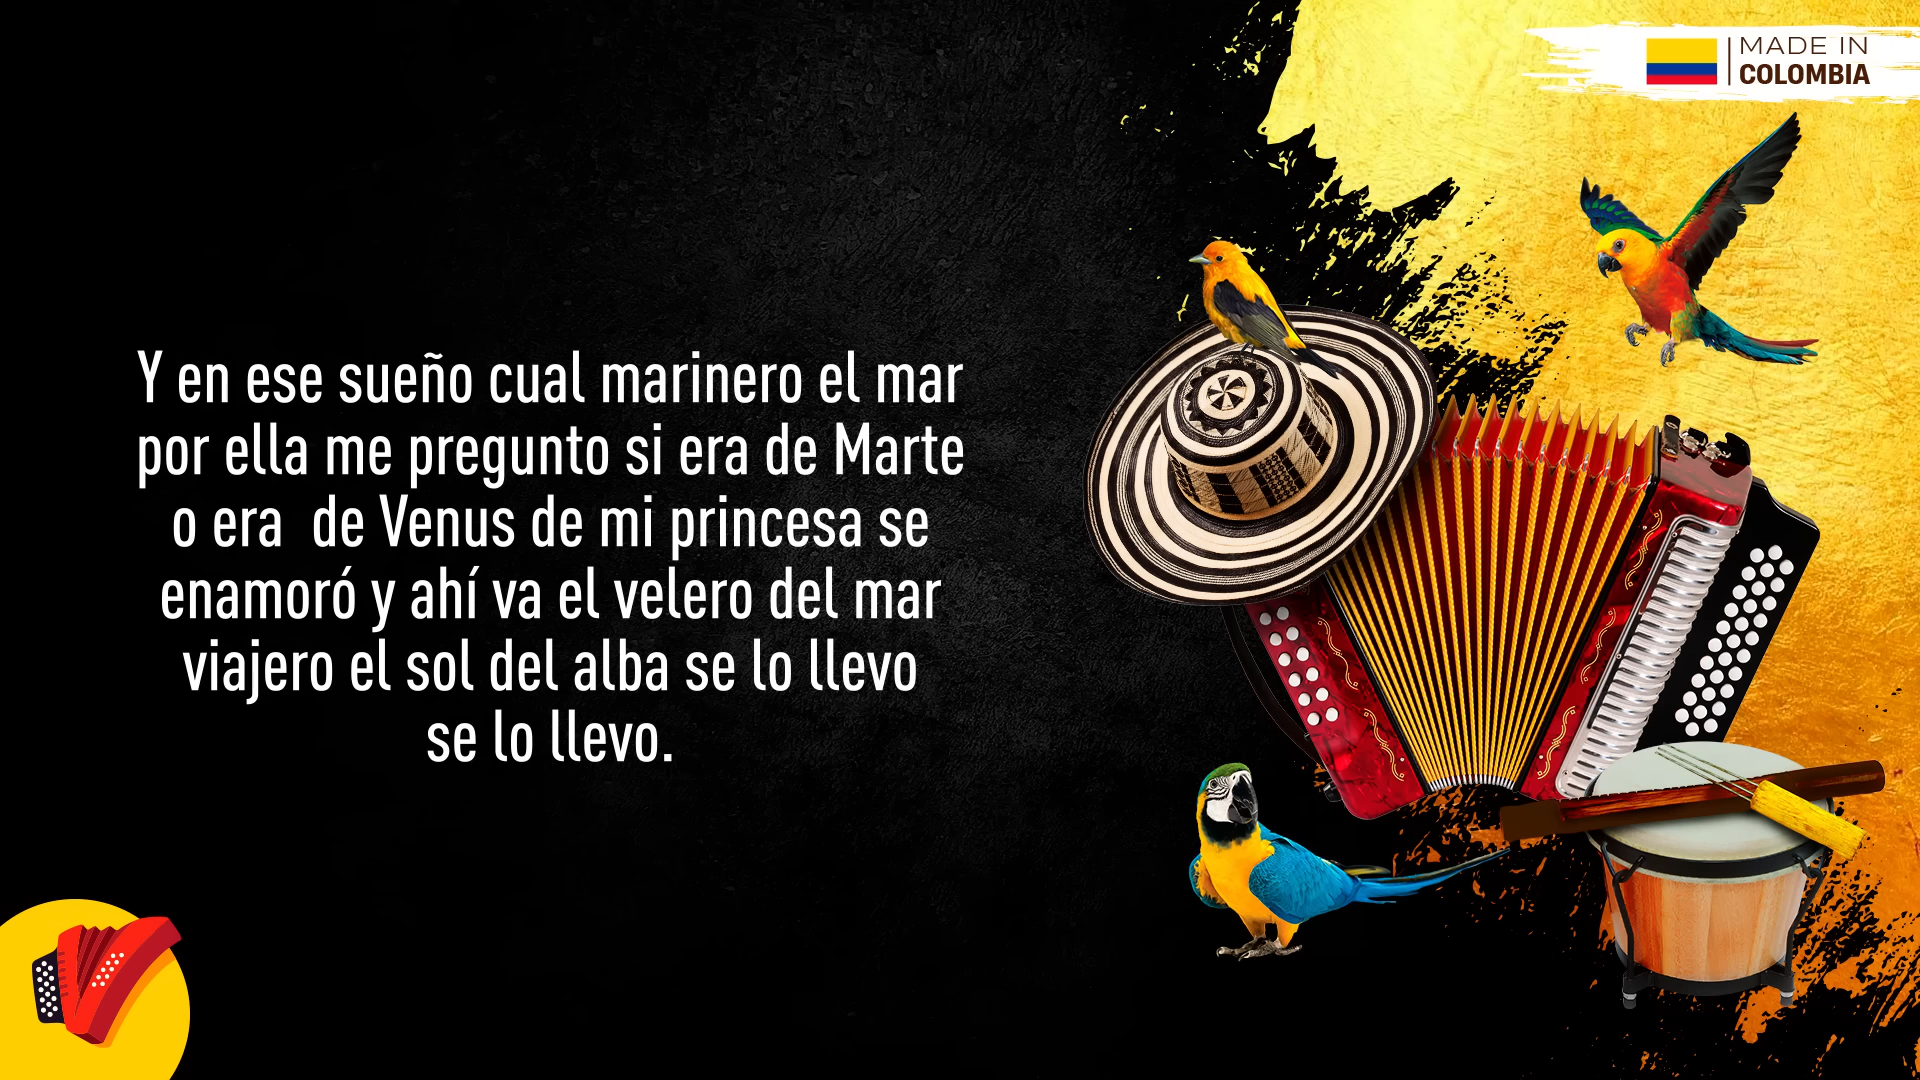 MADE IN
COLOMBIA
Y en ese sueño cual marinero el mar
por ella me pregunto si era de Marte
o era  de Venus de mi princesa se
enamoró y ahí va el velero del mar
viajero el sol del alba se lo llevo
se lo llevo.